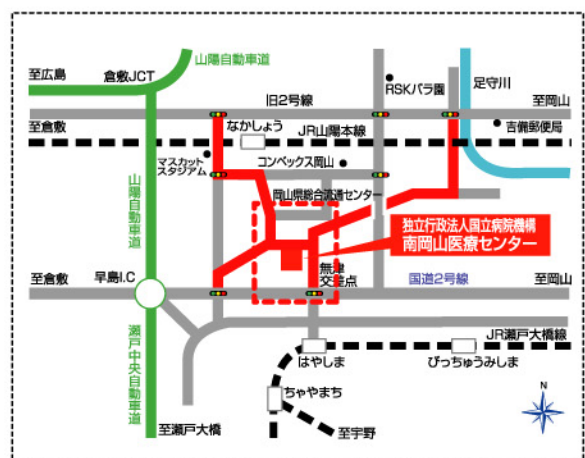 山陽自動車道
至広島
倉敷JCT
RSKバラ園
足守川
旧2号線
至岡山
至倉敷
なかしょう
JR山陽本線
吉備郵便局
マスカット
スタジアム
コンベックス岡山
山陽自動車道
岡山県総合流通センター
独立行政法人国立病院機構
南岡山医療センター
無津
交差点
至倉敷
早島I.C
国道2号線
至岡山
瀬戸中央自動車道
JR瀬戸大橋線
はやしま
びっちゅうみしま
ちゃやまち
至瀬戸大橋
至宇野
N